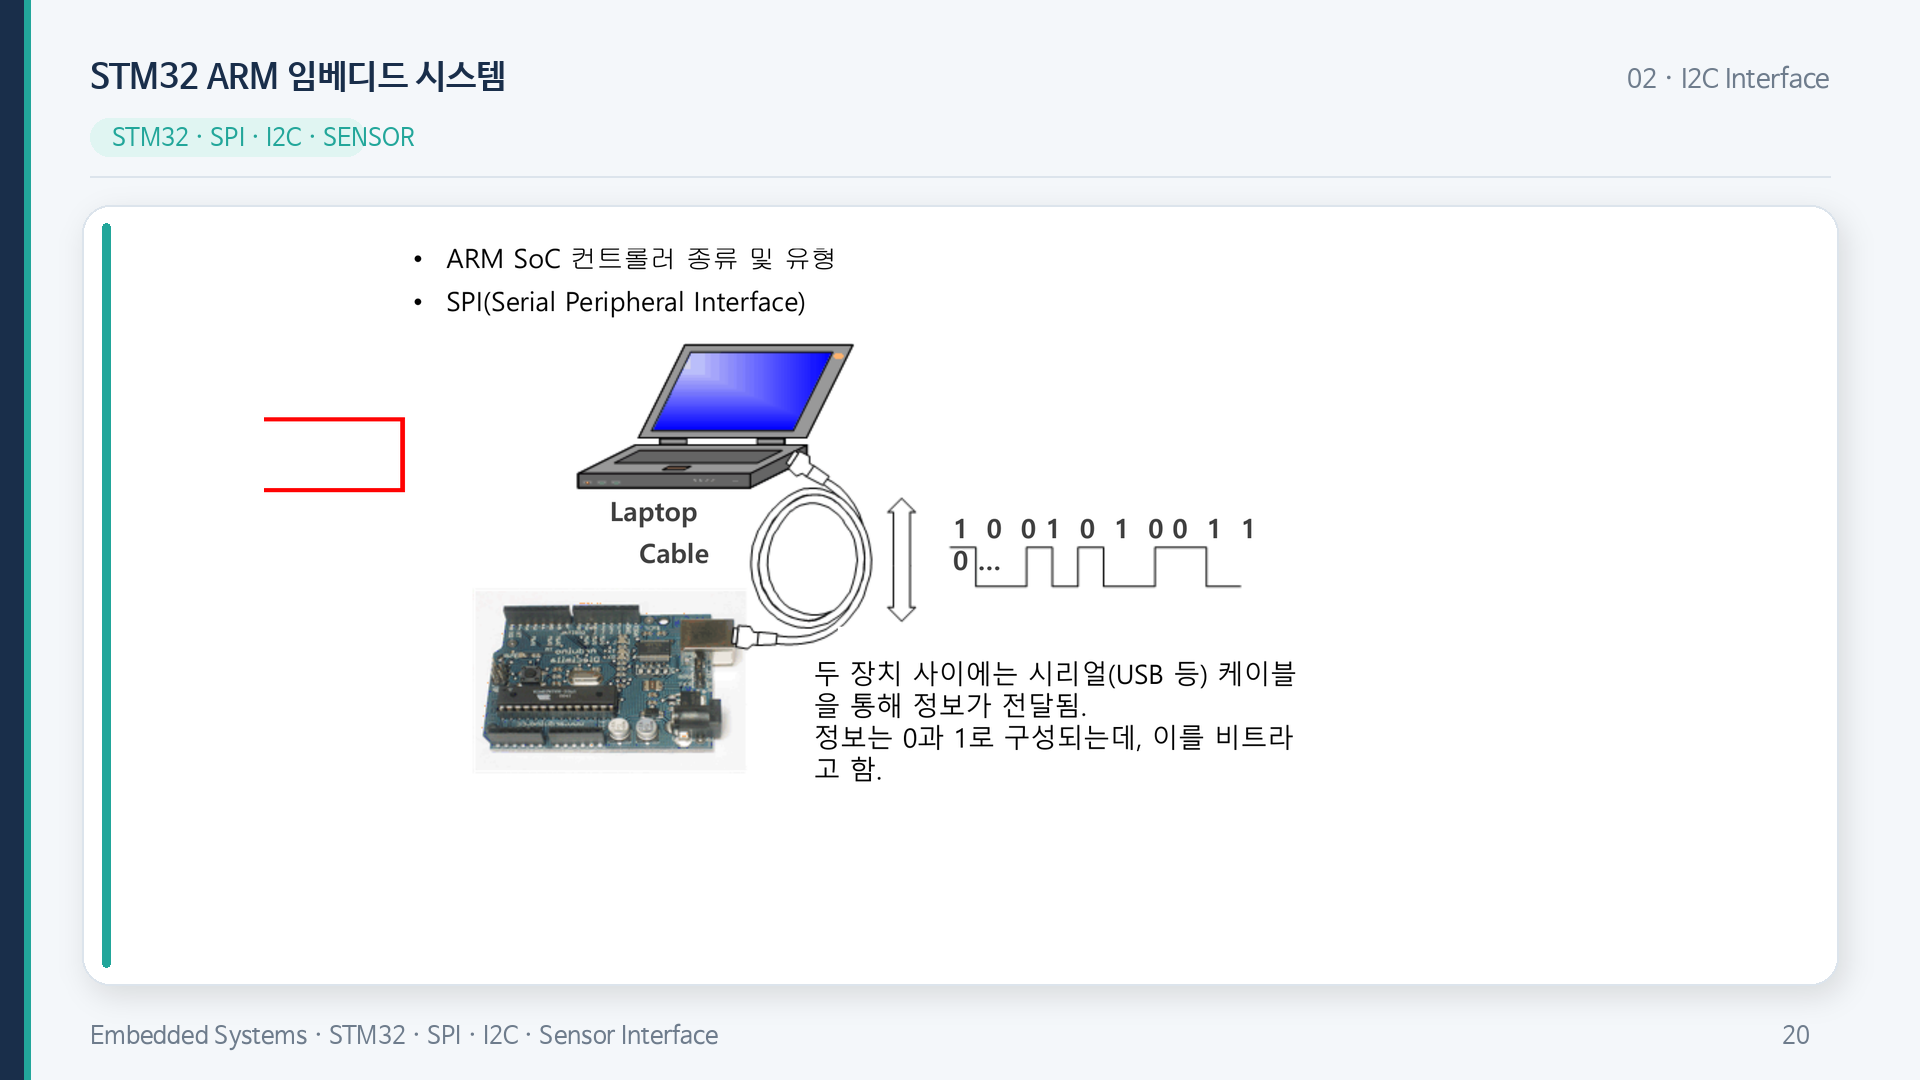 STM32 ARM 임베디드 시스템
02 · I2C Interface
STM32 · SPI · I2C · SENSOR
• ARM SoC 컨트롤러 종류 및 유형
• SPI(Serial Peripheral Interface)
Laptop
Cable
1 0 0 1 0 1 0 0 1 1
0 ...
두 장치 사이에는 시리얼(USB 등) 케이블
을 통해 정보가 전달됨.
정보는 0과 1로 구성되는데, 이를 비트라
고 함.
Embedded Systems · STM32 · SPI · I2C · Sensor Interface
20